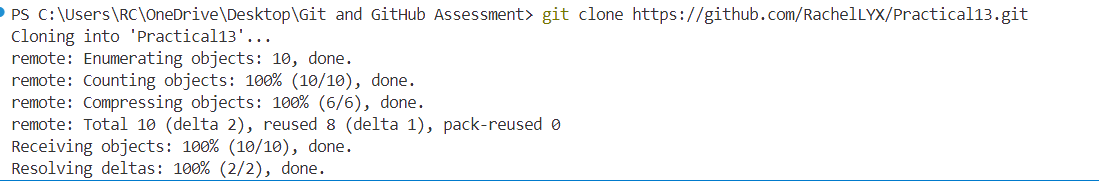 PS C:\Users\RC\OneDrive\Desktop\Git and GitHub Assessment> git clone https://github.com/RachelLYX/Practical13.git
Cloning into 'Practical13'...
remote: Enumerating objects: 10, done.
remote: Counting objects: 100% (10/10), done.
remote: Compressing objects: 100% (6/6), done.
remote: Total 10 (delta 2), reused 8 (delta 1), pack-reused 0
Receiving objects: 100% (10/10), done.
Resolving deltas: 100% (2/2), done.